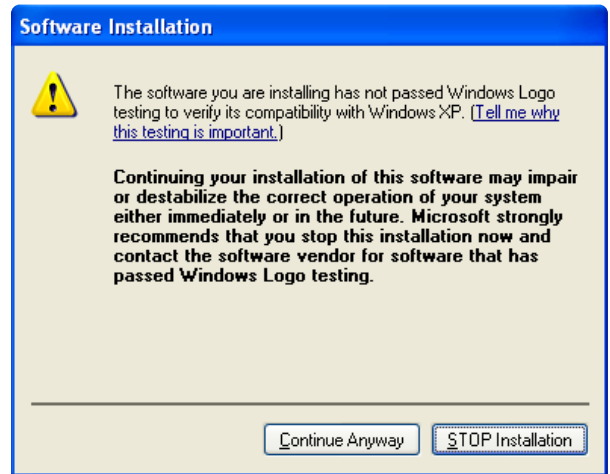 Software Installation
The software you are installing has not passed Windows Logo
testing to verify its compatibility with Windows XP. (Tell me why
this testing is important.)
Continuing your installation of this software may impair
or destabilize the correct operation of your system
either immediately or in the future. Microsoft strongly
recommends that you stop this installation now and
contact the software vendor for software that has
passed Windows Logo testing.
Continue Anyway
STOP Installation